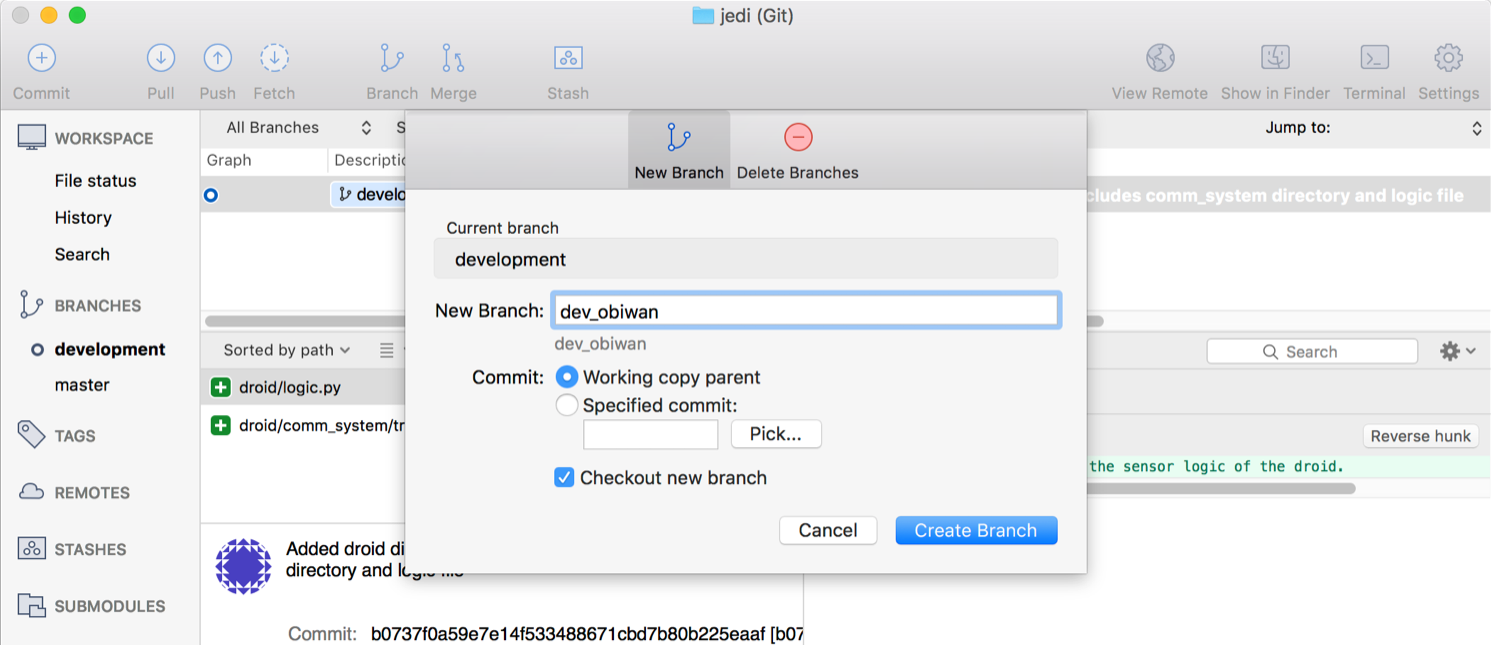 jedi (Git)
Commit Pull Push Fetch Branch Merge Stash View Remote Show in Finder Terminal Settings
WORKSPACE
File status
History
Search
BRANCHES
development
master
TAGS
REMOTES
STASHES
SUBMODULES
All Branches
Jump to:
Graph
New Branch Delete Branches
cludes comm_system directory and logic file
Current branch
development
New Branch: dev_obiwan
dev_obiwan
Commit: Working copy parent
Specified commit:
Pick...
Checkout new branch
Cancel Create Branch
Sorted by path
Search
droid/logic.py
droid/comm_system/tr
Reverse hunk
the sensor logic of the droid.
Added droid di
directory and logic file
Commit: b0737f0a59e7e14f533488671cbd7b80b225eaaf [b07